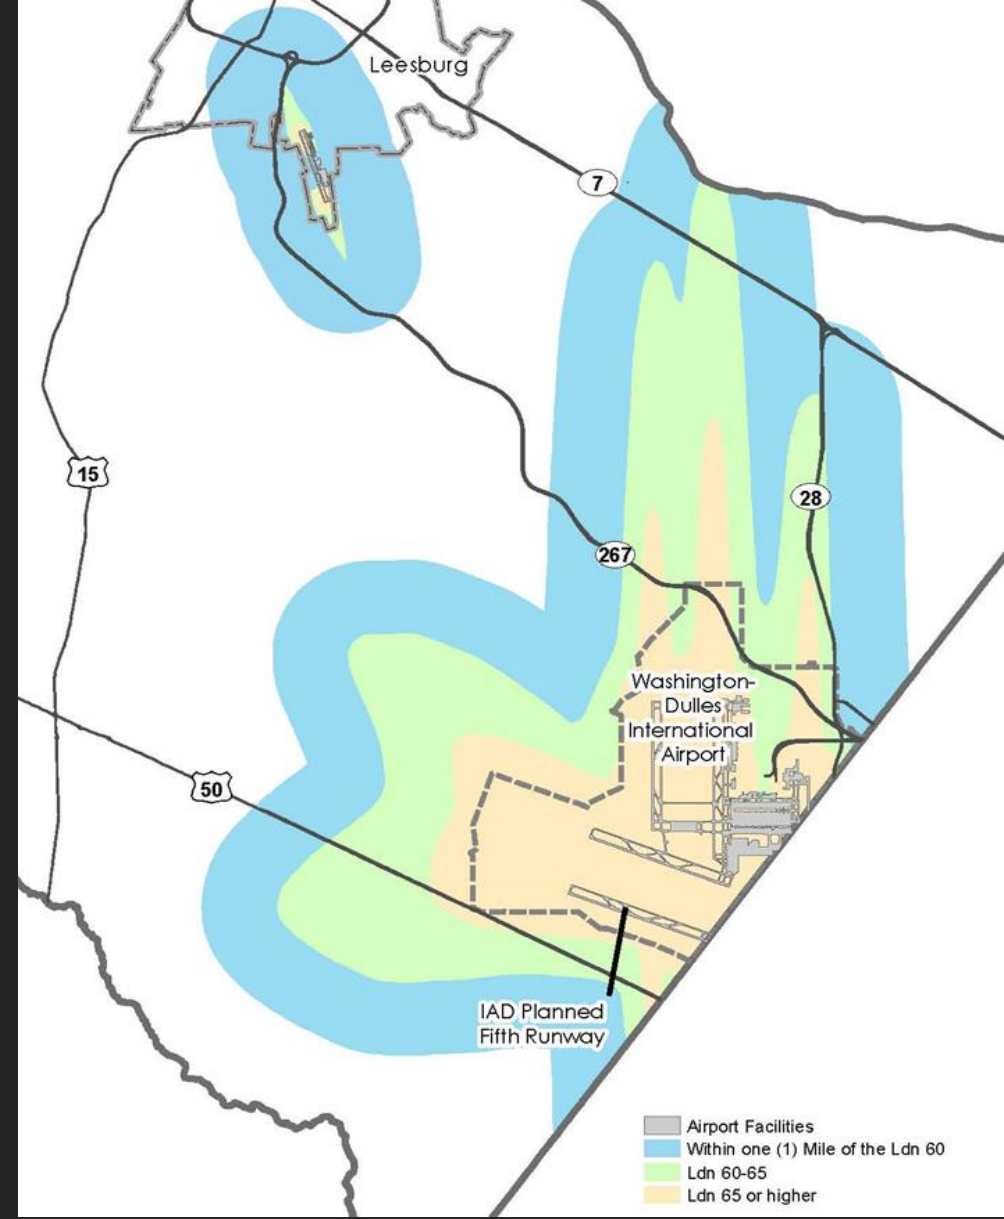 Leesburg
7
15
28
267
Washington-
Dulles
International
Airport
50
IAD Planned
Fifth Runway
Airport Facilities
Within one (1) Mile of the Ldn 60
Ldn 60-65
Ldn 65 or higher